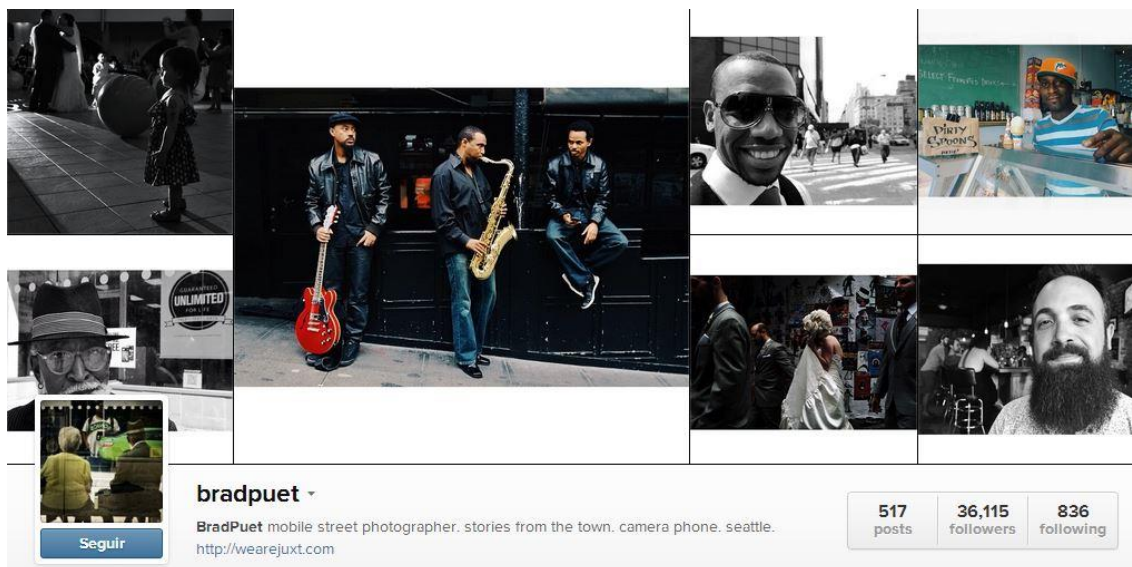 SELECT
DIRTY
SPOONS
GUARANTEED
UNLIMITED
FOR LIFE
bradpuet
BradPuet mobile street photographer. stories from the town. camera phone. seattle.
http://wearejuxt.com
Seguir
517
posts
36,115
followers
836
following